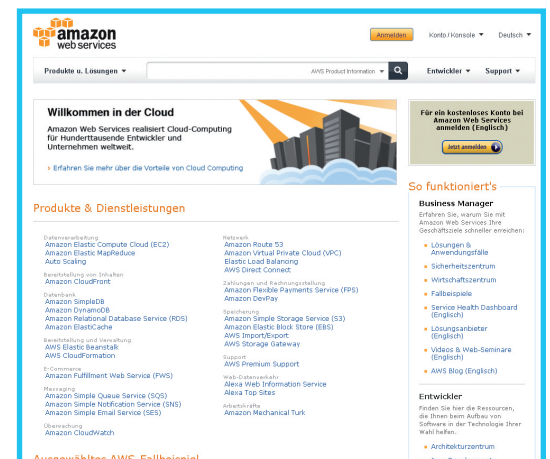 amazon
web services
Anmelden
Konto / Konsole
Deutsch
Produkte u. Lösungen
AWS Product Information
Entwickler
Support
Willkommen in der Cloud
Amazon Web Services realisiert Cloud-Computing
für Hunderttausende Entwickler und
Unternehmen weltweit.
› Erfahren Sie mehr über die Vorteile von Cloud Computing
Für ein kostenloses Konto bei
Amazon Web Services
anmelden (Englisch)
Jetzt anmelden
Produkte & Dienstleistungen
Datenverarbeitung
Amazon Elastic Compute Cloud (EC2)
Amazon Elastic MapReduce
Auto Scaling
Bereitstellung von Inhalten
Amazon CloudFront
Datenbank
Amazon SimpleDB
Amazon DynamoDB
Amazon Relational Database Service (RDS)
Amazon ElastiCache
Bereitstellung und Verwaltung
AWS Elastic Beanstalk
AWS CloudFormation
E-Commerce
Amazon Fulfillment Web Service (FWS)
Messaging
Amazon Simple Queue Service (SQS)
Amazon Simple Notification Service (SNS)
Amazon Simple Email Service (SES)
Überwachung
Amazon CloudWatch
Netzwerk
Amazon Route 53
Amazon Virtual Private Cloud (VPC)
Elastic Load Balancing
AWS Direct Connect
Zahlungen und Rechnungsstellung
Amazon Flexible Payments Service (FPS)
Amazon DevPay
Speicherung
Amazon Simple Storage Service (S3)
Amazon Elastic Block Store (EBS)
AWS Import/Export
AWS Storage Gateway
Support
AWS Premium Support
Web-Datenverkehr
Alexa Web Information Service
Alexa Top Sites
Arbeitskräfte
Amazon Mechanical Turk
So funktioniert's
Business Manager
Erfahren Sie, warum Sie mit
Amazon Web Services Ihre
Geschäftsziele schneller erreichen:
Lösungen &
Anwendungsfälle
Sicherheitszentrum
Wirtschaftszentrum
Fallbeispiele
Service Health Dashboard
(Englisch)
Lösungsanbieter
(Englisch)
Videos & Web-Seminare
(Englisch)
AWS Blog (Englisch)
Entwickler
Finden Sie hier die Ressourcen,
die Ihnen beim Aufbau von
Software in der Technologie Ihrer
Wahl helfen.
Architekturzentrum
Ausgewähltes AWS-Fallbeispiel